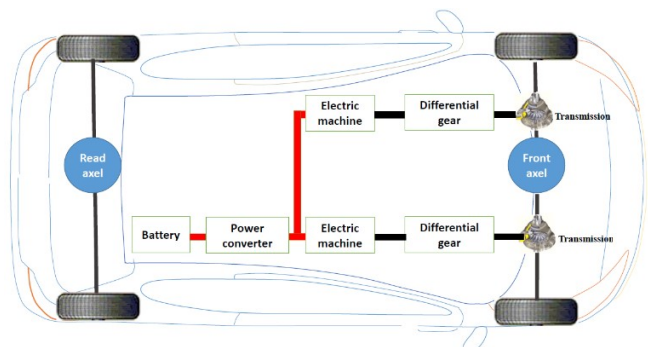 Electric
machine
Differential
gear
Transmission
Read
axel
Front
axel
Battery
Power
converter
Electric
machine
Differential
gear
Transmission